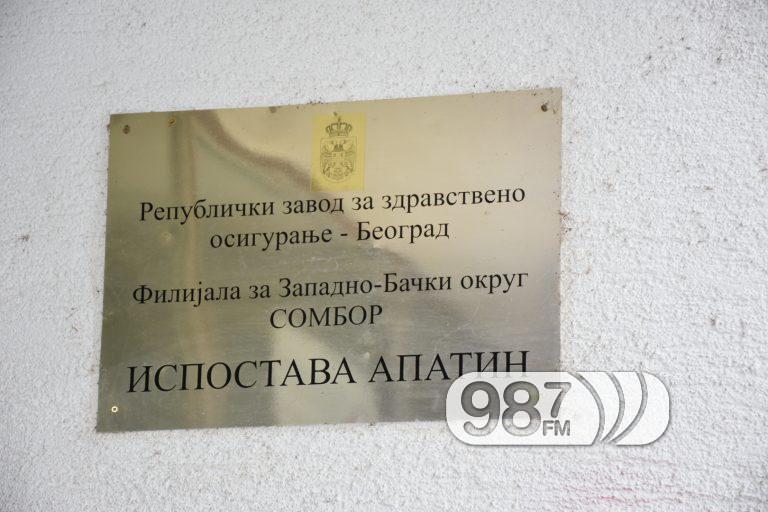 Републички завод за здравствено
осигурање - Београд
Филијала за Западно-Бачки округ
СОМБОР
ИСПОСТАВА АПАТИН
987
FM